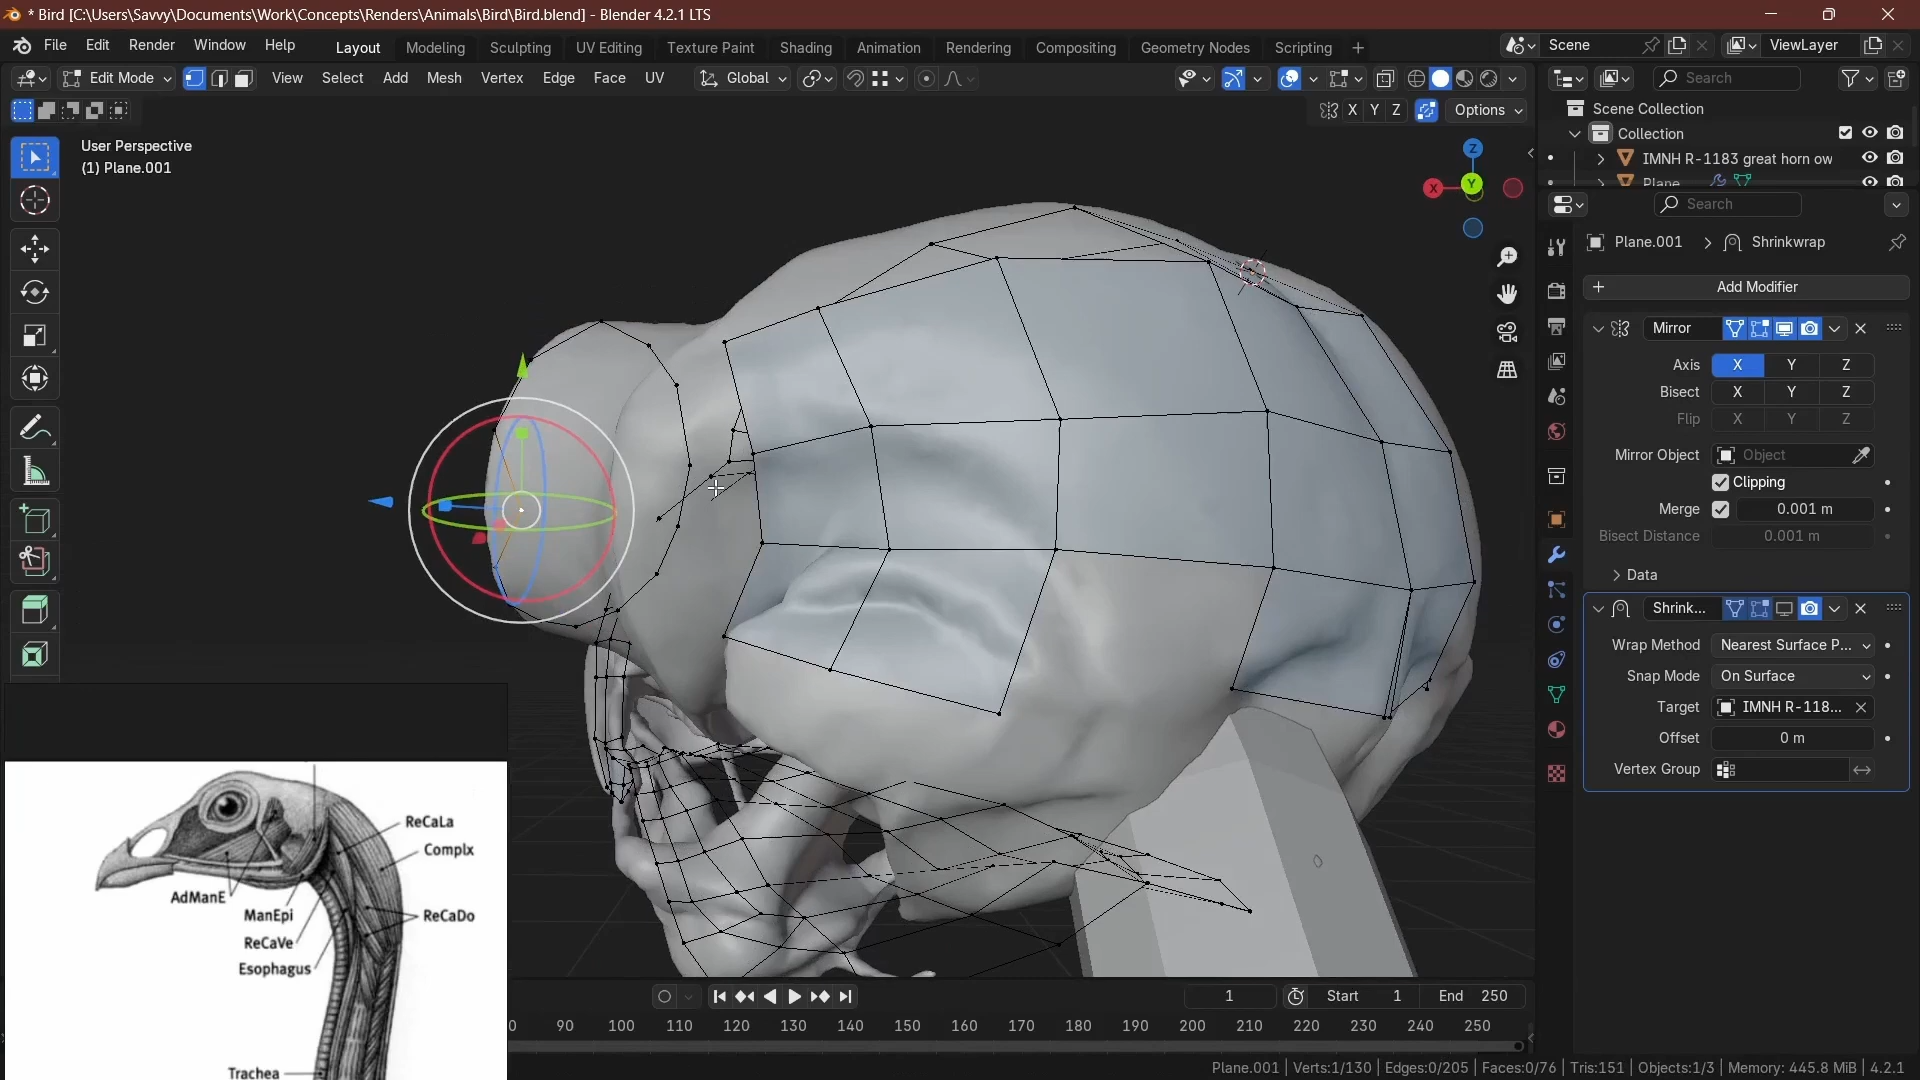 * Bird [C:\Users\Savvy\Documents\Work\Concepts\Renders\Animals\Bird\Bird.blend] - Blender 4.2.1 LTS
File Edit Render Window Help Layout Modeling Sculpting UV Editing Texture Paint Shading Animation Rendering Compositing Geometry Nodes Scripting + Scene ViewLayer
Edit Mode View Select Add Mesh Vertex Edge Face UV Global Search
X Y Z Options
Scene Collection
Collection
IMNH R-1183 great horn ow
Plane
User Perspective
(1) Plane.001
Z
X
Y
Search
Plane.001 > Shrinkwrap
+ Add Modifier
Mirror
Axis X Y Z
Bisect X Y Z
Flip X Y Z
Mirror Object Object
Clipping
Merge 0.001 m
Bisect Distance 0.001 m
Data
Shrink...
Wrap Method Nearest Surface P...
Snap Mode On Surface
Target IMNH R-118...
Offset 0 m
Vertex Group
ReCaLa
Complx
AdManE
ManEpi
ReCaDo
ReCaVe
Esophagus
Trachea
1 Start 1 End 250
0 90 100 110 120 130 140 150 160 170 180 190 200 210 220 230 240 250
Plane.001 | Verts:1/130 | Edges:0/205 | Faces:0/76 | Tris:151 | Objects:1/3 | Memory: 445.8 MiB | 4.2.1